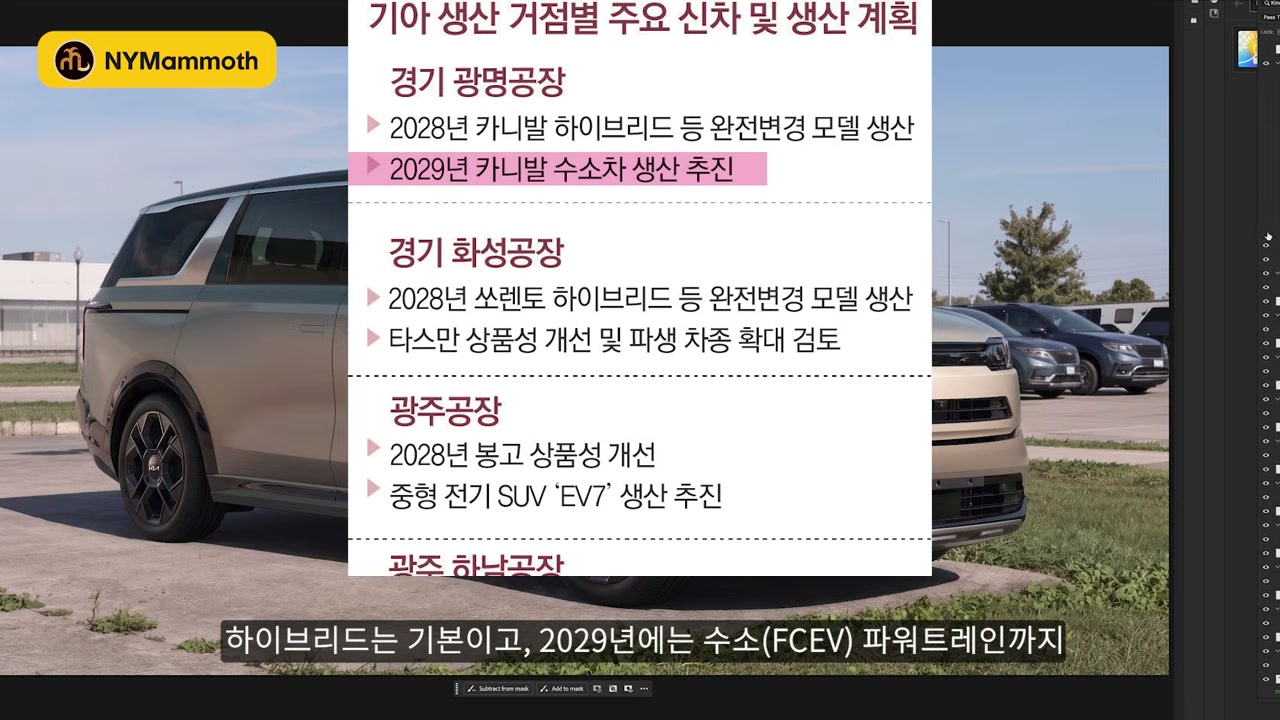 기아 생산 거점별 주요 신차 및 생산 계획
NYMammoth
경기 광명공장
2028년 카니발 하이브리드 등 완전변경 모델 생산
2029년 카니발 수소차 생산 추진
경기 화성공장
2028년 쏘렌토 하이브리드 등 완전변경 모델 생산
타스만 상품성 개선 및 파생 차종 확대 검토
광주공장
2028년 봉고 상품성 개선
중형 전기 SUV ‘EV7’ 생산 추진
광주 하남공장
하이브리드는 기본이고, 2029년에는 수소(FCEV) 파워트레인까지
Subtract from mask
Add to mask